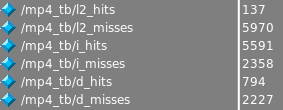 /mp4_tb/l2_hits 137
/mp4_tb/l2_misses 5970
/mp4_tb/i_hits 5591
/mp4_tb/i_misses 2358
/mp4_tb/d_hits 794
/mp4_tb/d_misses 2227